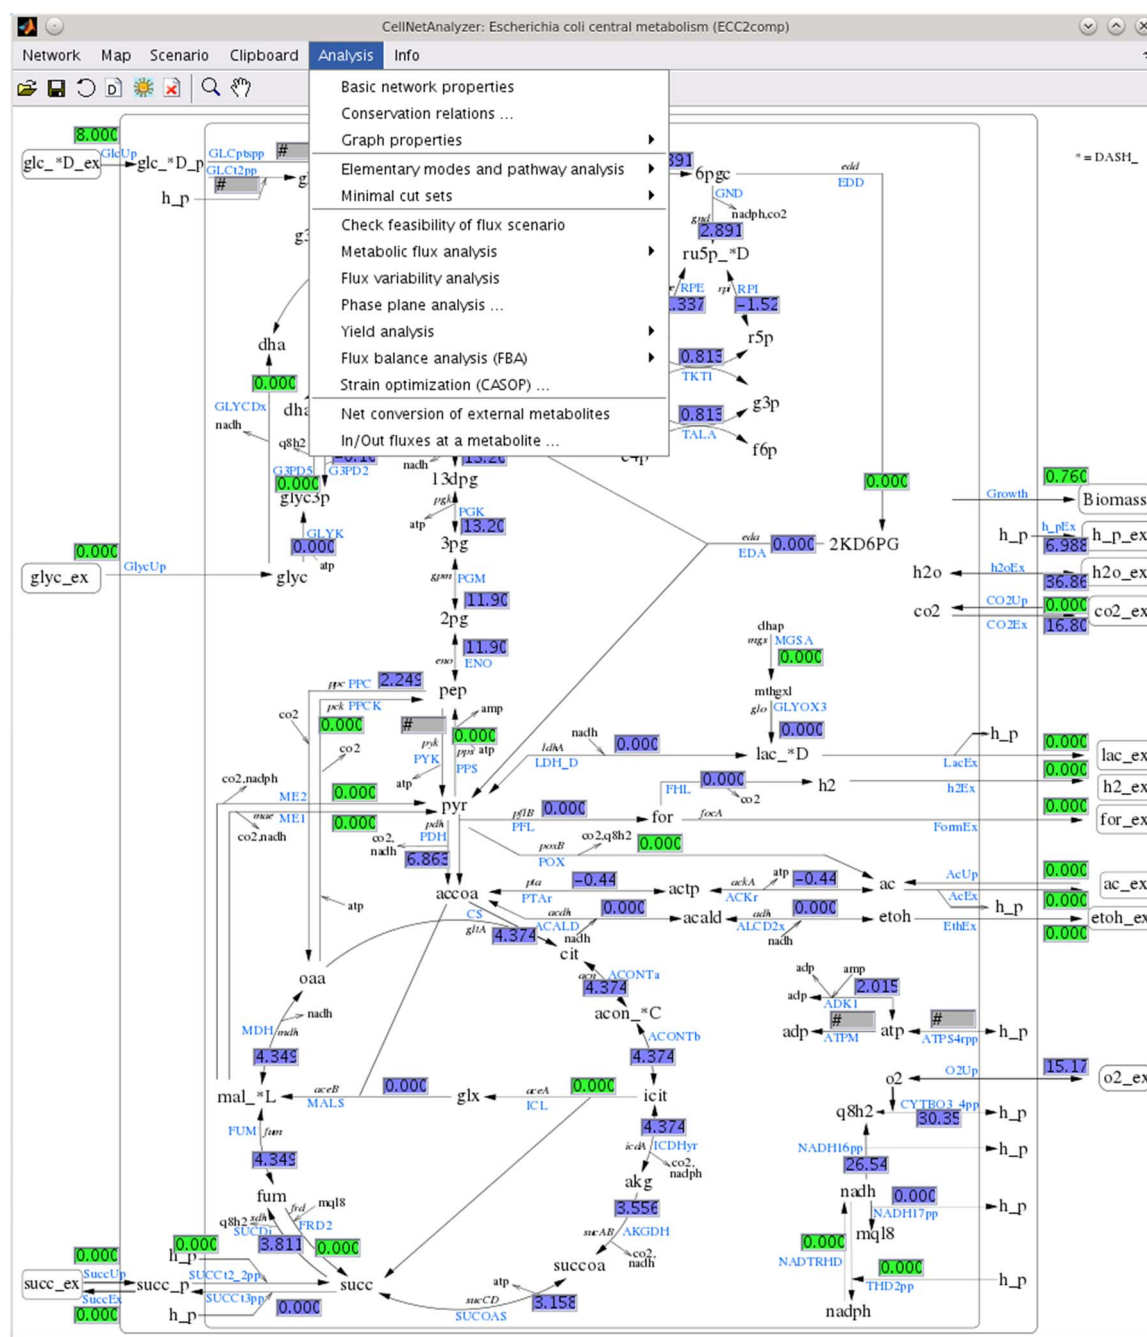 CellNetAnalyzer: Escherichia coli central metabolism (ECC2comp)
Network Map Scenario Clipboard Analysis Info
Basic network properties
Conservation relations ...
Graph properties
Elementary modes and pathway analysis
Minimal cut sets
Check feasibility of flux scenario
Metabolic flux analysis
Flux variability analysis
Phase plane analysis ...
Yield analysis
Flux balance analysis (FBA)
Strain optimization (CASOP) ...
Net conversion of external metabolites
In/Out fluxes at a metabolite ...
8.000
glc_*D_ex GlcUp glc_*D_p GLCptspp #
GLCt2pp #
h_p
* = DASH_
891 6pgc edd EDD
GND nadph,co2
gnd 2.891
ru5p_*D
RPE rpi RPI
.337 -1.52
r5p
dha
0.000
GLYCDx
nadh
q8h2
G3PD5 G3PD2
0.000
glyc3p
GLYK
0.000
atp
0.813
TKT1
g3p
0.813
TALA
f6p
e4p
nadh 13.20
13dpg
pgk PGK
atp 13.20
3pg
gpm PGM
11.90
2pg
11.90
eno ENO
0.000
glyc_ex GlycUp glyc
0.000
eda EDA 0.000 2KD6PG
Growth 0.760 Biomass
h_p h_pEx 6.988 h_p_ex
h2o h2oEx 36.86 h2o_ex
co2 CO2Up 0.000 co2_ex
CO2Ex 16.80
dhap
mgs MGSA
0.000
mthgxl
glo GLYOX3
0.000
ppc PPC 2.249 pep
pck PPCK
co2 0.000 # amp
0.000
co2 pyk pps atp
PYK PPS
atp
nadh
ldhA 0.000
LDH_D
lac_*D
h_p
LacEx 0.000 lac_ex
0.000
co2,nadph ME2 0.000
mae ME1
co2,nadh 0.000
pyr
pdh PDH
co2, nadh
6.863
FHL 0.000 h2
co2
h2Ex h2_ex
0.000
pflB 0.000 for focA
PFL
FormEx for_ex
poxB co2,q8h2 0.000
POX
accoa
pta -0.44 actp ackA atp -0.44 ac
PTAr ACKr
AcUp 0.000
AcEx ac_ex
0.000
h_p
acdh 0.000 acald adh 0.000 etoh
ACALD nadh ALCD2x nadh
EthEx etoh_ex
0.000
CS
gltA 4.374
cit
atp
oaa
acn ACONTa
4.374
acon_*C
ACONTb
4.374
MDH mdh nadh
4.349
mal_*L aceB 0.000 glx aceA 0.000 icit
MALS ICL
adp amp
2.015
adp ADK1
#
adp atp
ATPM
#
ATPS4rpp h_p
15.17
o2 O2Up o2_ex
CYTBO3_4pp
q8h2 30.35 h_p
NADH16pp h_p
26.54
nadh 0.000 h_p
NADH17pp
mql8
0.000
NADTRHD
0.000 h_p
THD2pp
nadph
FUM fum
4.349
fum
4.374
icdA ICDHyr
co2, nadph
akg
3.556
sucAB AKGDH
co2, nadh
succoa
frd mql8
q8h2 sdh FRD2
SUCDi
3.811 0.000
0.000
0.000
h_p
succ_ex SuccUp succ_p SUCCt2_2pp succ
SuccEx SUCCt3pp
0.000 h_p 0.000
atp
sucCD 3.158
SUCOAS